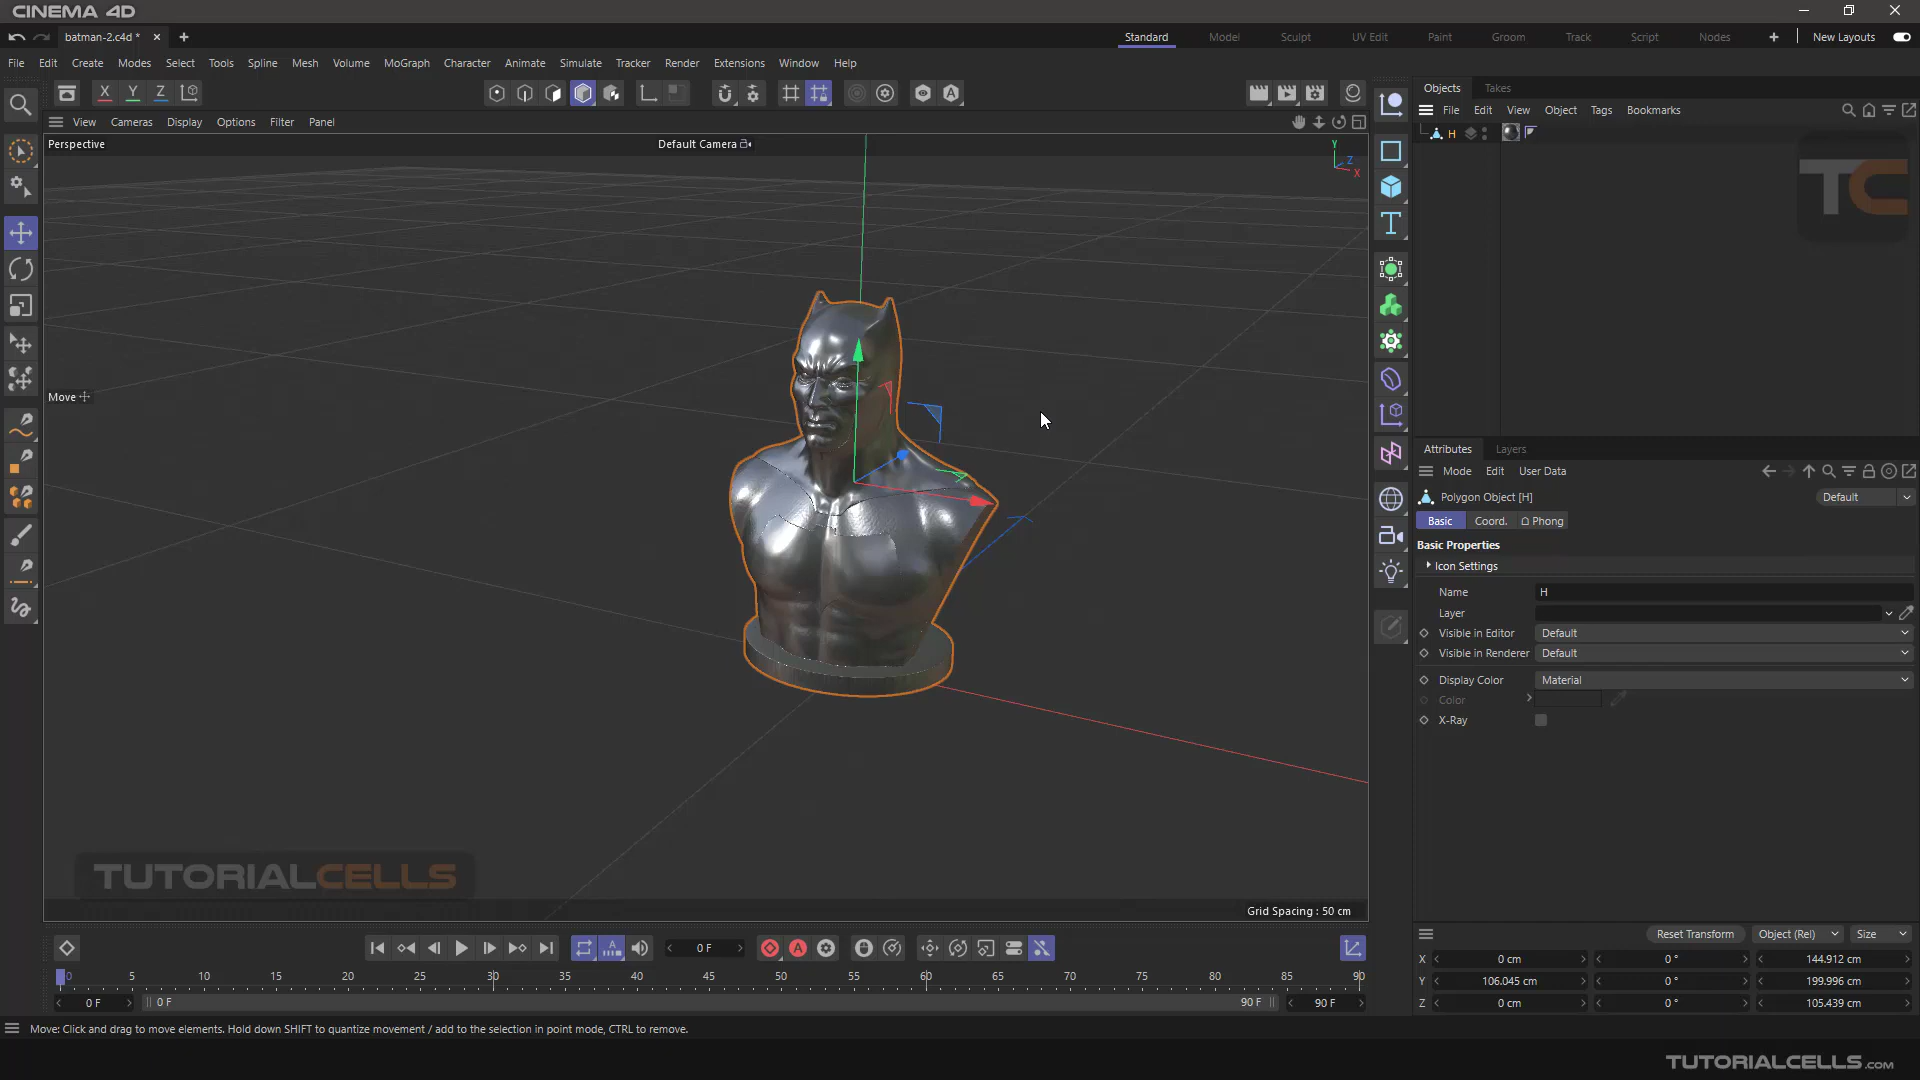 CINEMA 4D
batman-2.c4d *
Standard Model Sculpt UV Edit Paint Groom Track Script Nodes New Layouts
File Edit Create Modes Select Tools Spline Mesh Volume MoGraph Character Animate Simulate Tracker Render Extensions Window Help
X Y Z
Objects Takes
File Edit View Object Tags Bookmarks
View Cameras Display Options Filter Panel
Perspective
Default Camera
Y
Z
X
H
TC
Move
Attributes Layers
Mode Edit User Data
Polygon Object [H]
Default
Basic Coord. Phong
Basic Properties
Icon Settings
Name H
Layer
Visible in Editor Default
Visible in Renderer Default
Display Color Material
Color
X-Ray
TUTORIALCELLS
Grid Spacing : 50 cm
0 F
Reset Transform Object (Rel) Size
X 0 cm 0 ° 144.912 cm
Y 106.045 cm 0 ° 199.996 cm
Z 0 cm 0 ° 105.439 cm
0 5 10 15 20 25 30 35 40 45 50 55 60 65 70 75 80 85 90
0 F 0 F 90 F 90 F
Move: Click and drag to move elements. Hold down SHIFT to quantize movement / add to the selection in point mode, CTRL to remove.
TUTORIALCELLS.COM